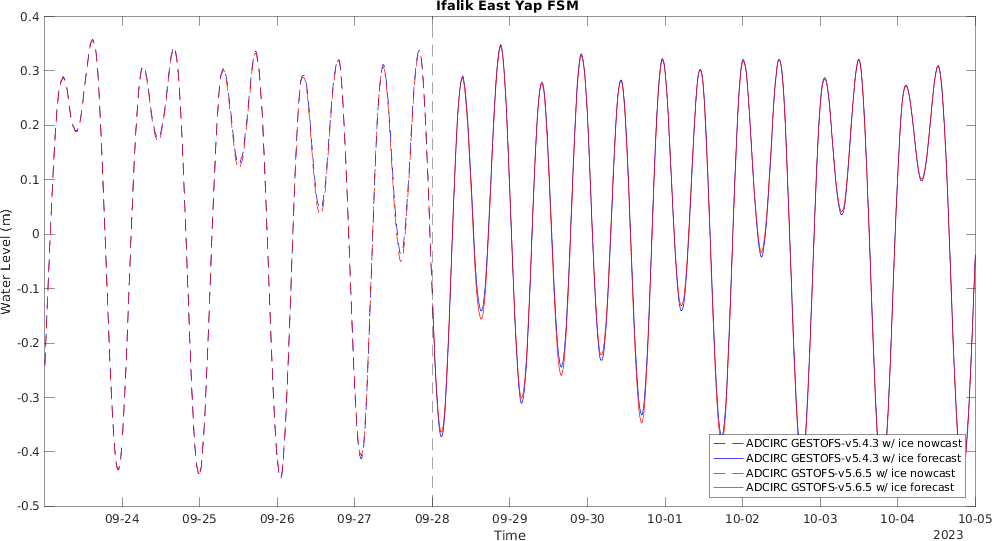 Ifalik East Yap FSM
0.4
0.3
0.2
0.1
0
-0.1
-0.2
-0.3
-0.4
-0.5
Water Level (m)
ADCIRC GESTOFS-v5.4.3 w/ ice nowcast
ADCIRC GESTOFS-v5.4.3 w/ ice forecast
ADCIRC GSTOFS-v5.6.5 w/ ice nowcast
ADCIRC GSTOFS-v5.6.5 w/ ice forecast
09-24 09-25 09-26 09-27 09-28 09-29 09-30 10-01 10-02 10-03 10-04 10-05
Time
2023